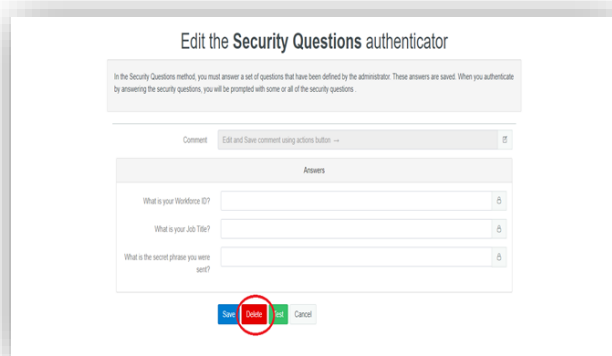 Edit the Security Questions authenticator
In the Security Questions method, you must answer a set of questions that have been defined by the administrator. These answers are saved. When you authenticate
by answering the security questions, you will be prompted with some or all of the security questions .
Comment
Edit and Save comment using actions button →
Answers
What is your Workforce ID?
What is your Job Title?
What is the secret phrase you were
sent?
Save Delete Test Cancel